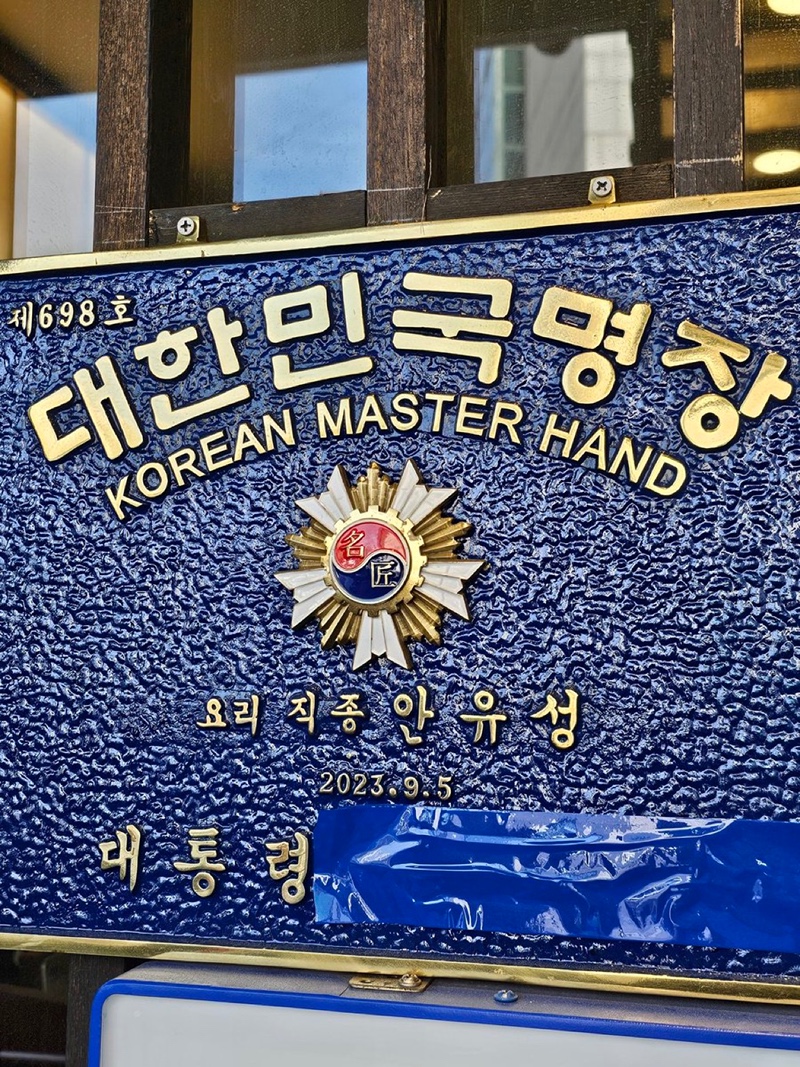 제698호
대한민국명장
KOREAN MASTER HAND
名
匠
요리 직종 안유성
2023.9.5
대통령